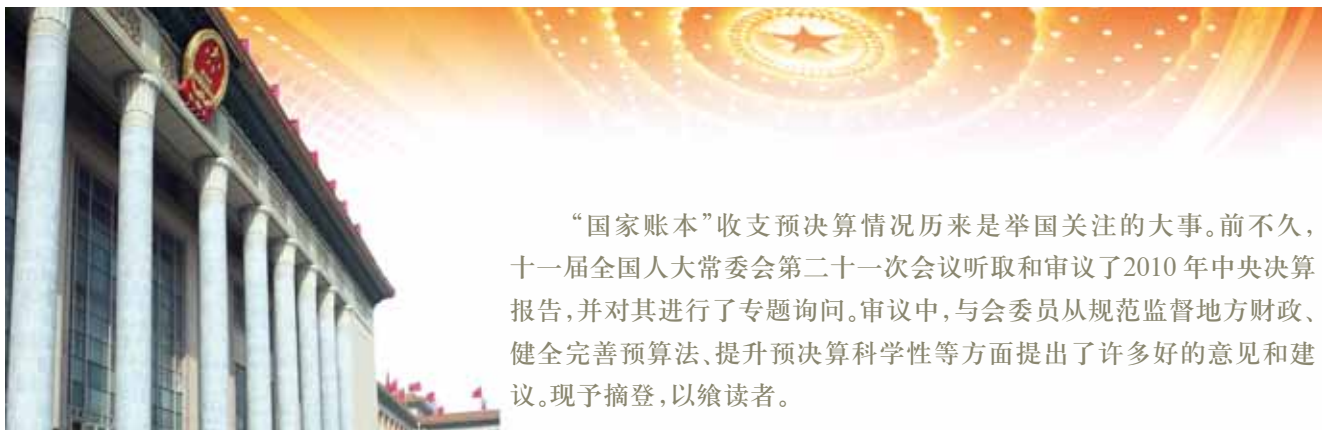 “国家账本”收支预决算情况历来是举国关注的大事。前不久，
十一届全国人大常委会第二十一次会议听取和审议了2010 年中央决算
报告，并对其进行了专题询问。审议中，与会委员从规范监督地方财政、
健全完善预算法、提升预决算科学性等方面提出了许多好的意见和建
议。现予摘登，以飨读者。